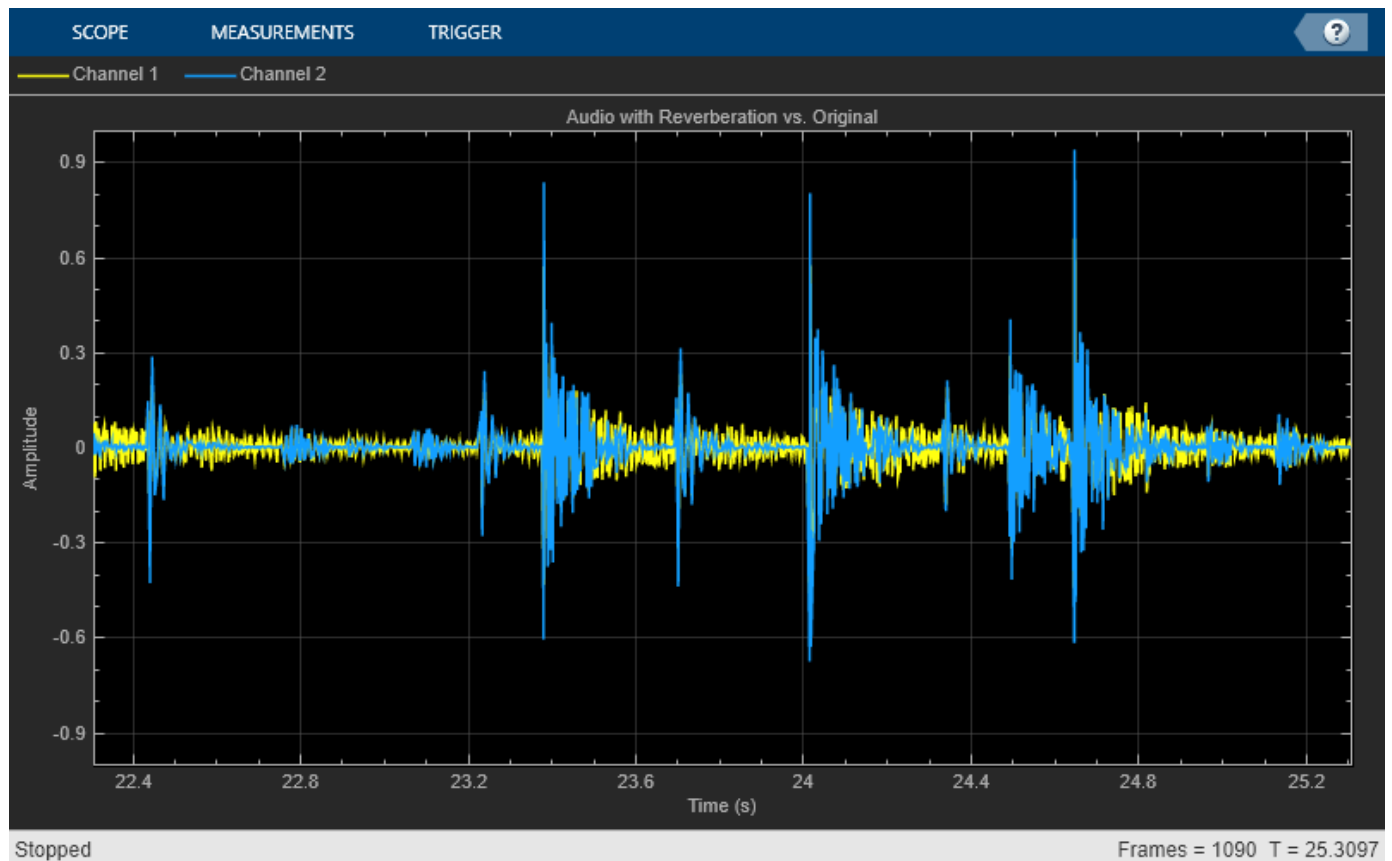 SCOPE MEASUREMENTS TRIGGER ?
Channel 1 Channel 2
Audio with Reverberation vs. Original
0.9
0.6
0.3
0
-0.3
-0.6
-0.9
Amplitude
22.4 22.8 23.2 23.6 24 24.4 24.8 25.2
Time (s)
Stopped Frames = 1090 T = 25.3097